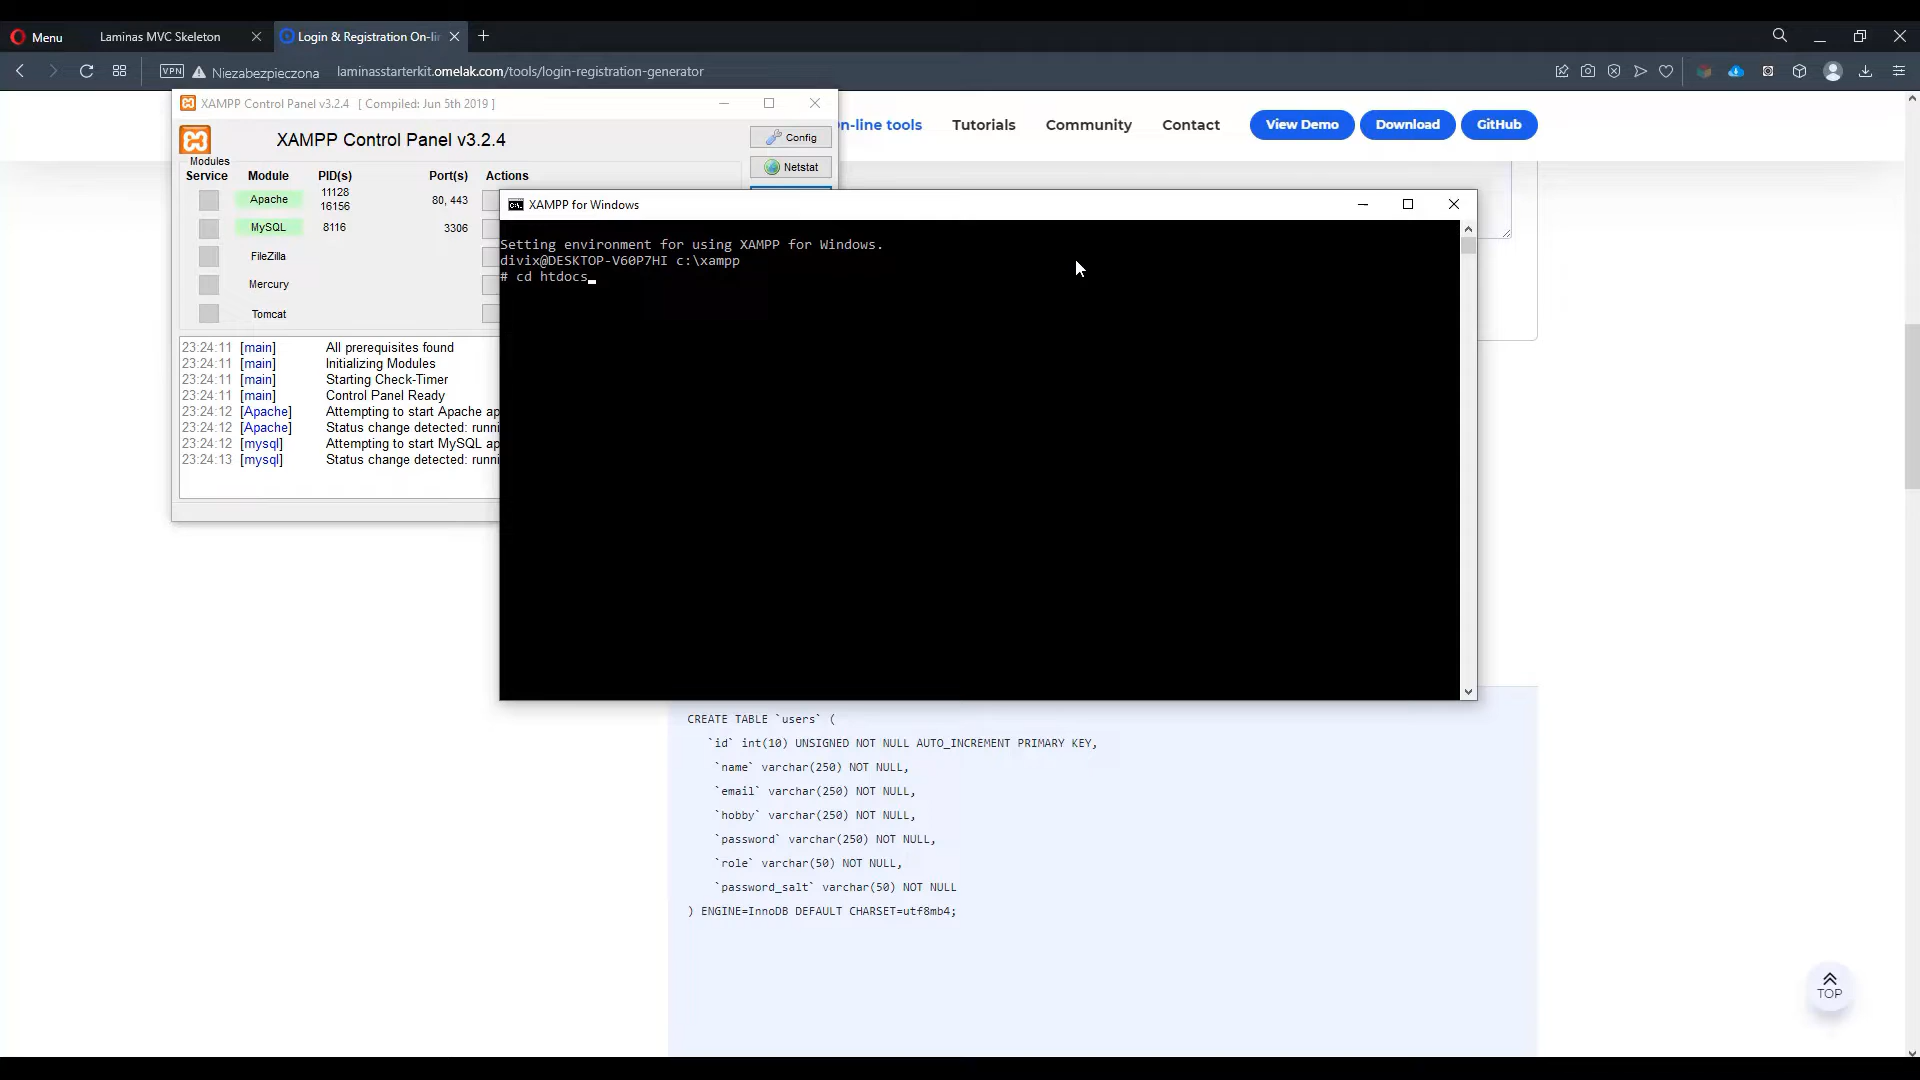 Menu
Laminas MVC Skeleton
Login & Registration On-li
VPN
Niezabezpieczona
laminasstarterkit.omelak.com/tools/login-registration-generator
XAMPP Control Panel v3.2.4 [ Compiled: Jun 5th 2019 ]
n-line tools
Tutorials
Community
Contact
View Demo
Download
GitHub
XAMPP Control Panel v3.2.4
Config
Netstat
Modules
Service
Module
PID(s)
Port(s)
Actions
Apache
11128
16156
80, 443
MySQL
8116
3306
FileZilla
Mercury
Tomcat
23:24:11 [main] All prerequisites found
23:24:11 [main] Initializing Modules
23:24:11 [main] Starting Check-Timer
23:24:11 [main] Control Panel Ready
23:24:12 [Apache] Attempting to start Apache ap
23:24:12 [Apache] Status change detected: runni
23:24:12 [mysql] Attempting to start MySQL ap
23:24:13 [mysql] Status change detected: runni
XAMPP for Windows
Setting environment for using XAMPP for Windows.
divix@DESKTOP-V60P7HI c:\xampp
# cd htdocs
CREATE TABLE `users` (
`id` int(10) UNSIGNED NOT NULL AUTO_INCREMENT PRIMARY KEY,
`name` varchar(250) NOT NULL,
`email` varchar(250) NOT NULL,
`hobby` varchar(250) NOT NULL,
`password` varchar(250) NOT NULL,
`role` varchar(50) NOT NULL,
`password_salt` varchar(50) NOT NULL
) ENGINE=InnoDB DEFAULT CHARSET=utf8mb4;
TOP